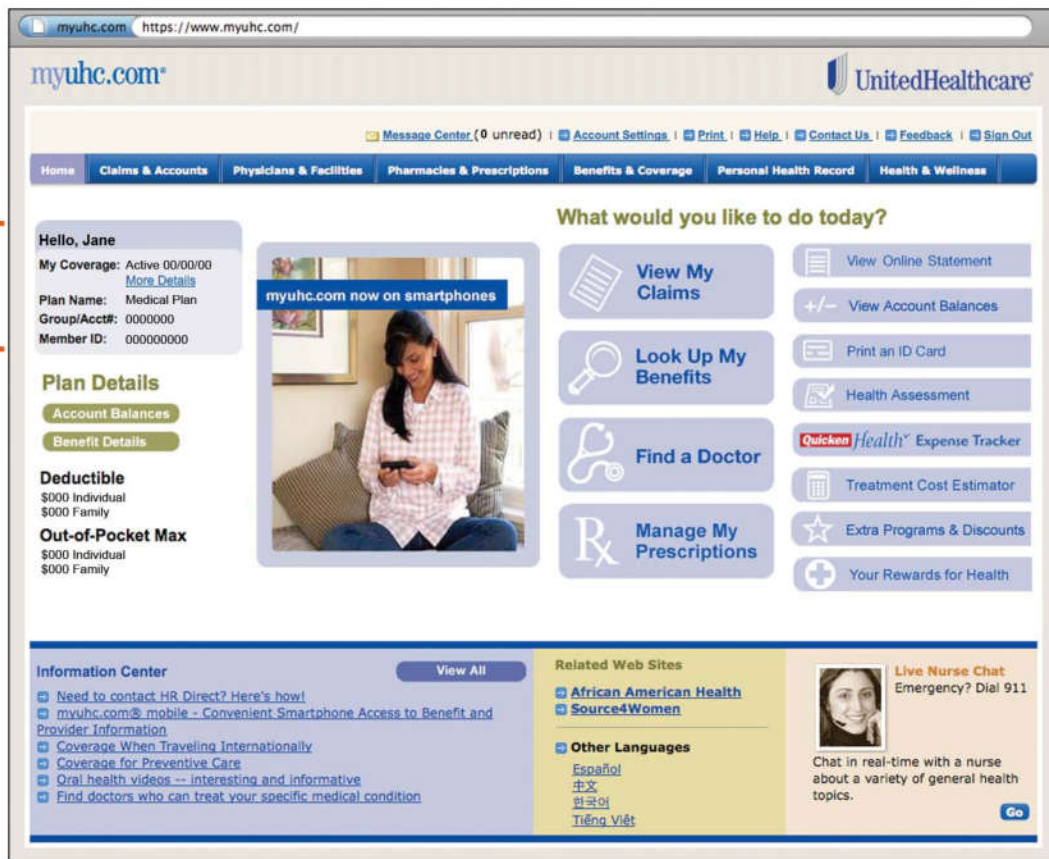 myuhc.com https://www.myuhc.com/
myuhc.com®
UnitedHealthcare®
Message Center (0 unread) | Account Settings | Print | Help | Contact Us | Feedback | Sign Out
Home Claims & Accounts Physicians & Facilities Pharmacies & Prescriptions Benefits & Coverage Personal Health Record Health & Wellness
Hello, Jane
My Coverage: Active 00/00/00
More Details
Plan Name: Medical Plan
Group/Acct#: 0000000
Member ID: 000000000
Plan Details
Account Balances
Benefit Details
Deductible
$000 Individual
$000 Family
Out-of-Pocket Max
$000 Individual
$000 Family
myuhc.com now on smartphones
What would you like to do today?
View My
Claims
Look Up My
Benefits
Find a Doctor
Rx
Manage My
Prescriptions
View Online Statement
+/- View Account Balances
Print an ID Card
Health Assessment
Quicken Health Expense Tracker
Treatment Cost Estimator
Extra Programs & Discounts
Your Rewards for Health
Information Center
View All
Need to contact HR Direct? Here's how!
myuhc.com® mobile - Convenient Smartphone Access to Benefit and
Provider Information
Coverage When Traveling Internationally
Coverage for Preventive Care
Oral health videos -- interesting and informative
Find doctors who can treat your specific medical condition
Related Web Sites
African American Health
Source4Women
Other Languages
Español
中文
한국어
Tiếng Việt
Live Nurse Chat
Emergency? Dial 911
Chat in real-time with a nurse
about a variety of general health
topics.
Go